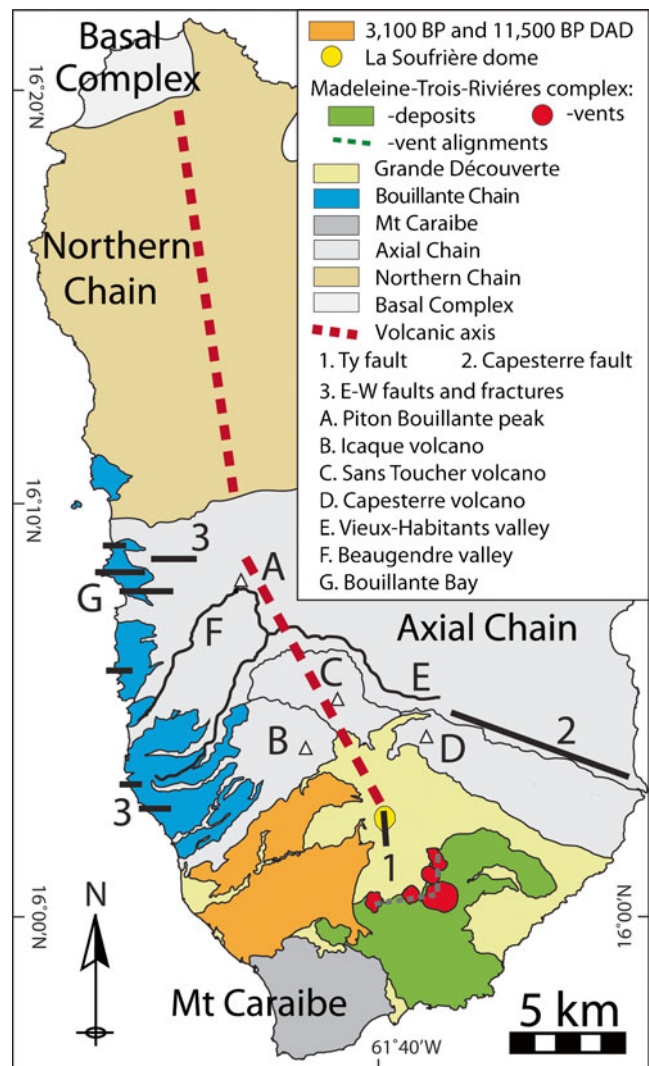 Basal
Complex
16°20'N
Northern
Chain
16°10'N
3,100 BP and 11,500 BP DAD
La Soufrière dome
Madeleine-Trois-Riviéres complex:
-deposits
-vents
-vent alignments
Grande Découverte
Bouillante Chain
Mt Caraibe
Axial Chain
Northern Chain
Basal Complex
Volcanic axis
1. Ty fault
2. Capesterre fault
3. E-W faults and fractures
A. Piton Bouillante peak
B. Icaque volcano
C. Sans Toucher volcano
D. Capesterre volcano
E. Vieux-Habitants valley
F. Beaugendre valley
G. Bouillante Bay
3
A
G
F
Axial Chain
C
E
B
D
2
3
1
N
16°00'N
16°00'N
Mt Caraibe
5 km
61°40'W